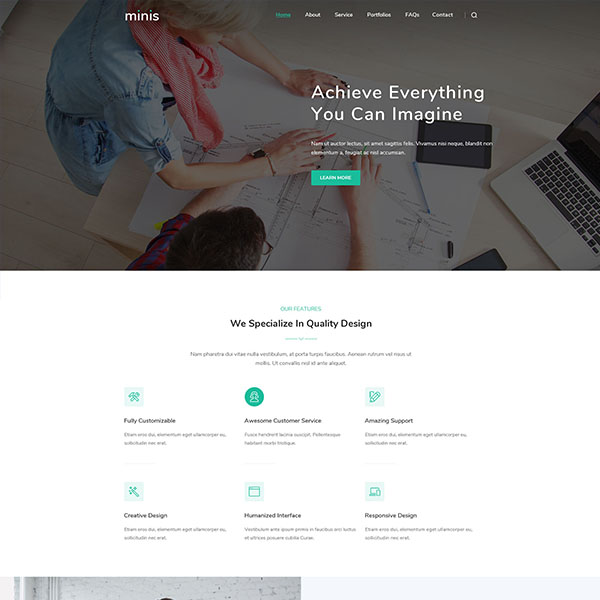 minis
Home About Service Portfolios FAQs Contact
Achieve Everything
You Can Imagine
Nam ut auctor lectus, sit amet sagittis felis. Vivamus nisi neque, blandit non
elementum a, feugiat ac nisl accumsan.
LEARN MORE
OUR FEATURES
We Specialize In Quality Design
Nam pharetra dui vitae nulla vestibulum, at porta turpis faucibus. Aenean rutrum vel risus ut
mollis. Ut convallis nisl id ante aliquet.
Fully Customizable Awesome Customer Service Amazing Support
Etiam eros dui, elementum eget ullamcorper eu, Fusce hendrerit lacinia suscipit. Pellentesque Etiam eros dui, elementum eget ullamcorper eu,
sollicitudin nec erat. habitant morbi tristique. sollicitudin nec erat.
Creative Design Humanized Interface Responsive Design
Etiam eros dui, elementum eget ullamcorper eu, Vestibulum ante ipsum primis in faucibus orci luctus Etiam eros dui, elementum eget ullamcorper eu,
sollicitudin nec erat. et ultrices posuere cubilia Curae. sollicitudin nec erat.